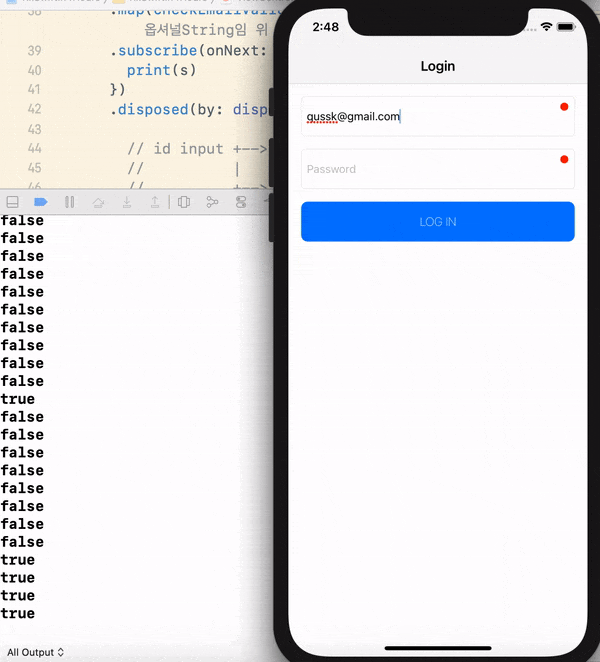 38 .map(checkEmailValid
옵셔널String임 위
39 .subscribe(onNext:
40 print(s)
41 })
42 .disposed(by: disp
43
44 // id input +-->
45 // |
46 // +-->
false
false
false
false
false
false
false
false
false
false
true
false
false
false
false
false
false
false
false
true
true
true
true
All Output
2:48
Login
gussk@gmail.com
Password
LOG IN